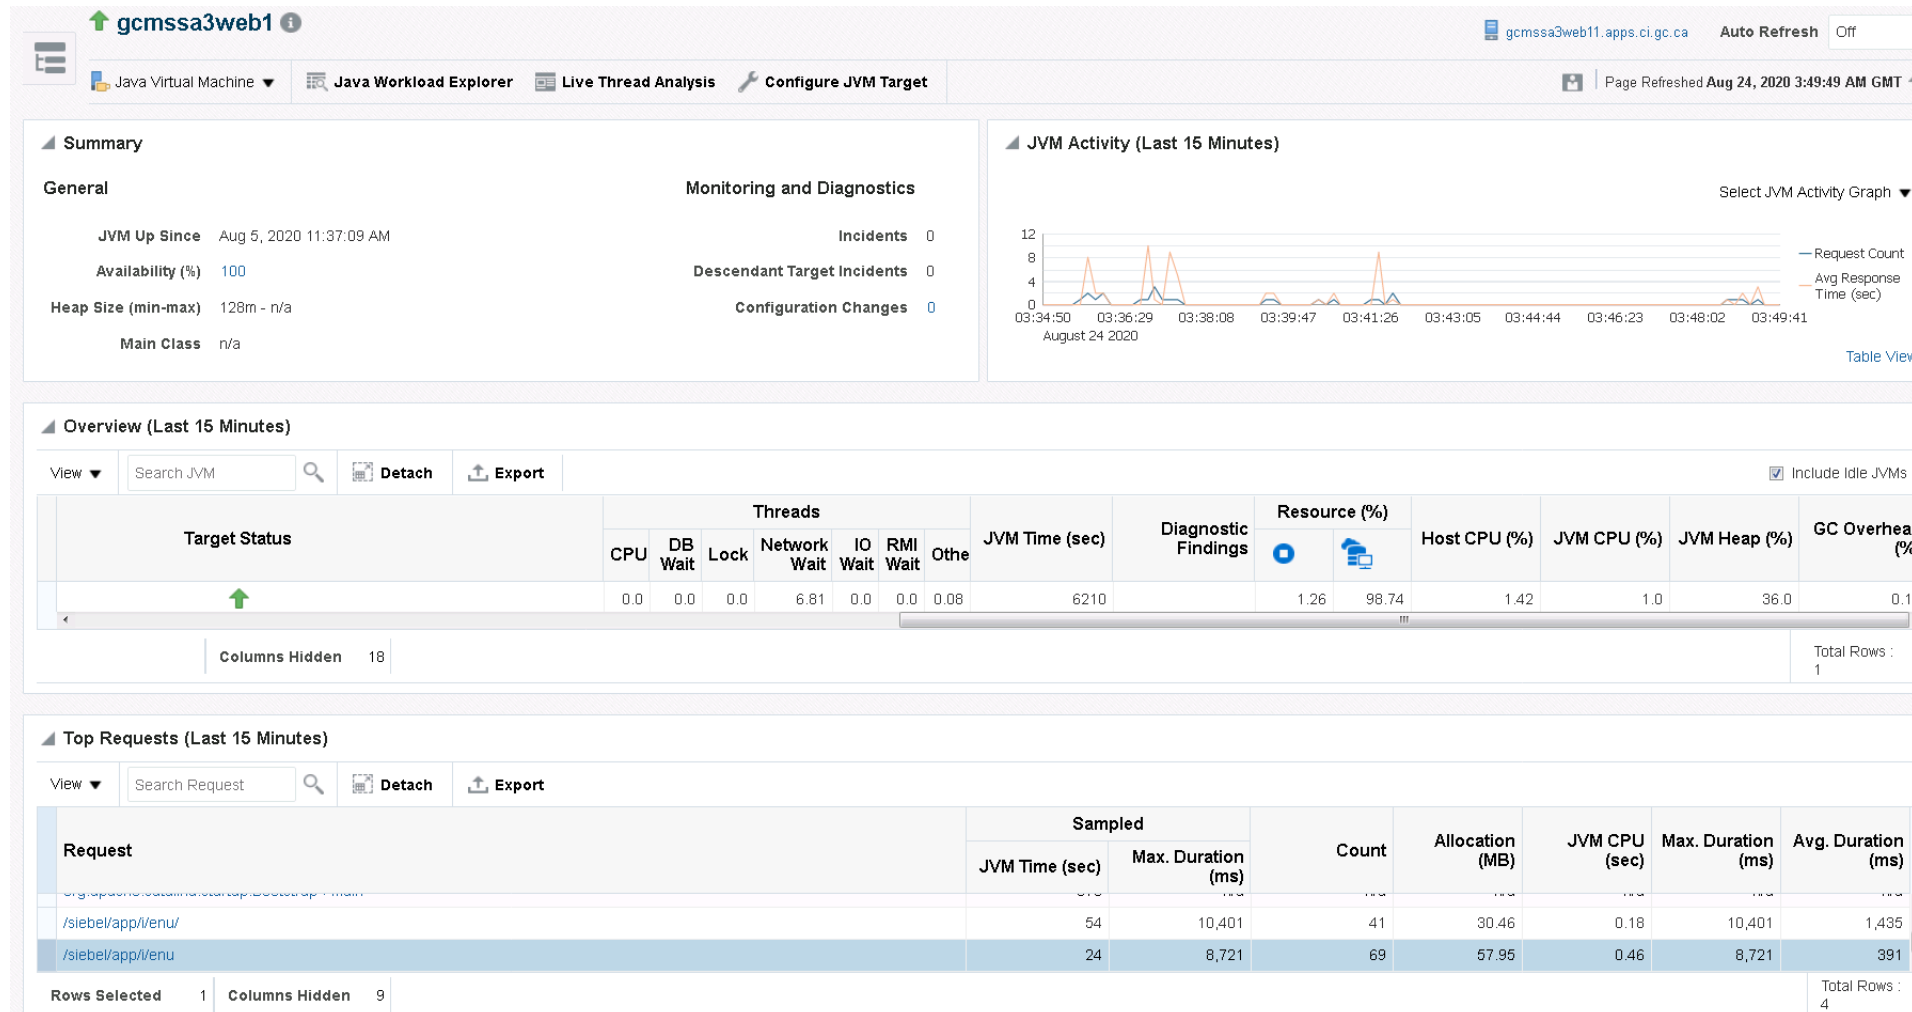 gcmssa3web1
gcmssa3web11.apps.ci.gc.ca Auto Refresh Off
Java Virtual Machine Java Workload Explorer Live Thread Analysis Configure JVM Target
Page Refreshed Aug 24, 2020 3:49:49 AM GMT
Summary
General
Monitoring and Diagnostics
JVM Up Since Aug 5, 2020 11:37:09 AM
Incidents 0
Availability (%) 100
Descendant Target Incidents 0
Heap Size (min-max) 128m - n/a
Configuration Changes 0
Main Class n/a
JVM Activity (Last 15 Minutes)
Select JVM Activity Graph
12
8
4
0
Request Count
Avg Response
Time (sec)
03:34:50 03:36:29 03:38:08 03:39:47 03:41:26 03:43:05 03:44:44 03:46:23 03:48:02 03:49:41
August 24 2020
Table View
Overview (Last 15 Minutes)
View Search JVM Detach Export
Include Idle JVMs
Target Status
Threads
CPU DB Wait Lock Network Wait IO Wait RMI Wait Othe
JVM Time (sec) Diagnostic Findings Resource (%) Host CPU (%) JVM CPU (%) JVM Heap (%) GC Overhea (%
0.0 0.0 0.0 6.81 0.0 0.0 0.08 6210 1.26 98.74 1.42 1.0 36.0 0.1
Columns Hidden 18
Total Rows :
1
Top Requests (Last 15 Minutes)
View Search Request Detach Export
Request
Sampled
JVM Time (sec) Max. Duration (ms)
Count Allocation (MB) JVM CPU (sec) Max. Duration (ms) Avg. Duration (ms)
/siebel/app/i/enu/ 54 10,401 41 30.46 0.18 10,401 1,435
/siebel/app/i/enu 24 8,721 69 57.95 0.46 8,721 391
Rows Selected 1 Columns Hidden 9
Total Rows :
4